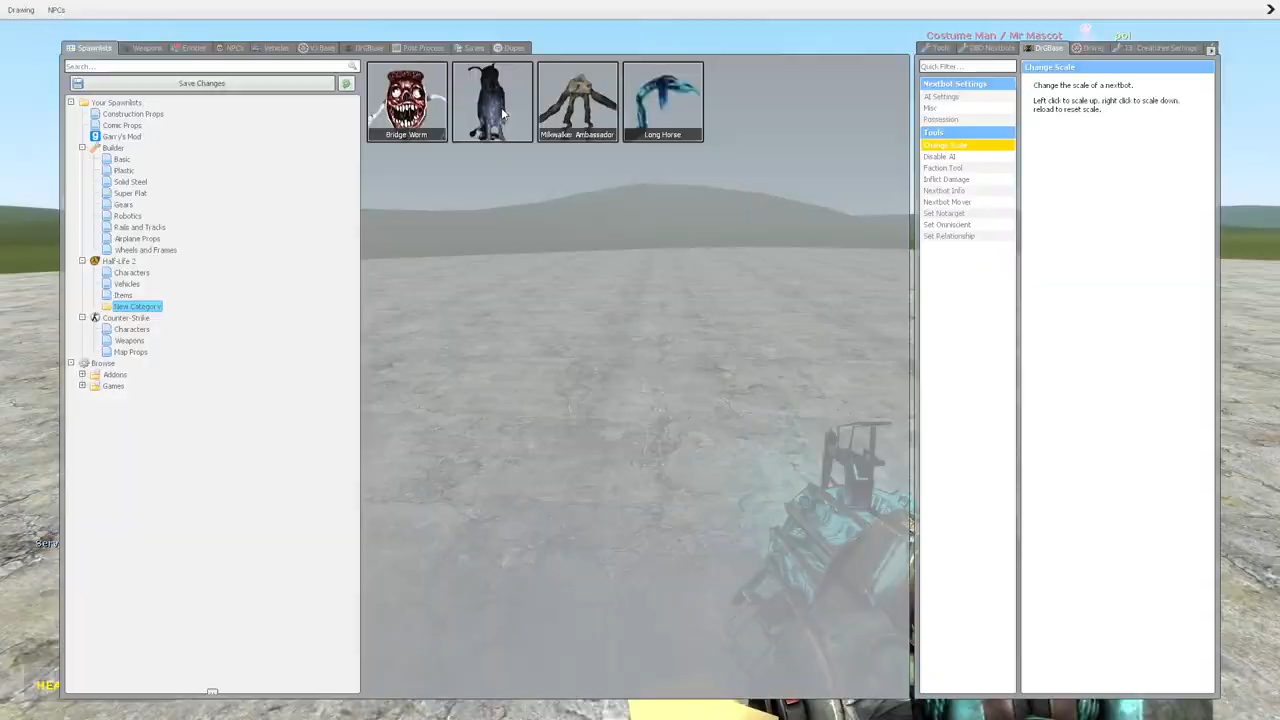 Drawing NPCs
Costume Man / Mr Mascot
Spawnlists Weapons Entities NPCs Vehicles VJ Base DrGBase Post Process Saves Dupes
Tools DrGBase
Search...
Save Changes
Your Spawnlists
Construction Props
Comic Props
Garry's Mod
Builder
Basic
Plastic
Solid Steel
Super Flat
Gears
Robotics
Rails and Tracks
Airplane Props
Wheels and Frames
Half-Life 2
Characters
Vehicles
Items
New Category
Counter-Strike
Characters
Weapons
Map Props
Browse
Addons
Games
Bridge Worm
Milkwalker Ambassador
Long Horse
Quick Filter...
Nextbot Settings
AI Settings
Misc
Possession
Tools
Change Scale
Disable AI
Faction Tool
Inflict Damage
Nextbot Info
Nextbot Mover
Set Notarget
Set Omniscient
Set Relationship
Change Scale
Change the scale of a nextbot.
Left click to scale up, right click to scale down,
reload to reset scale.